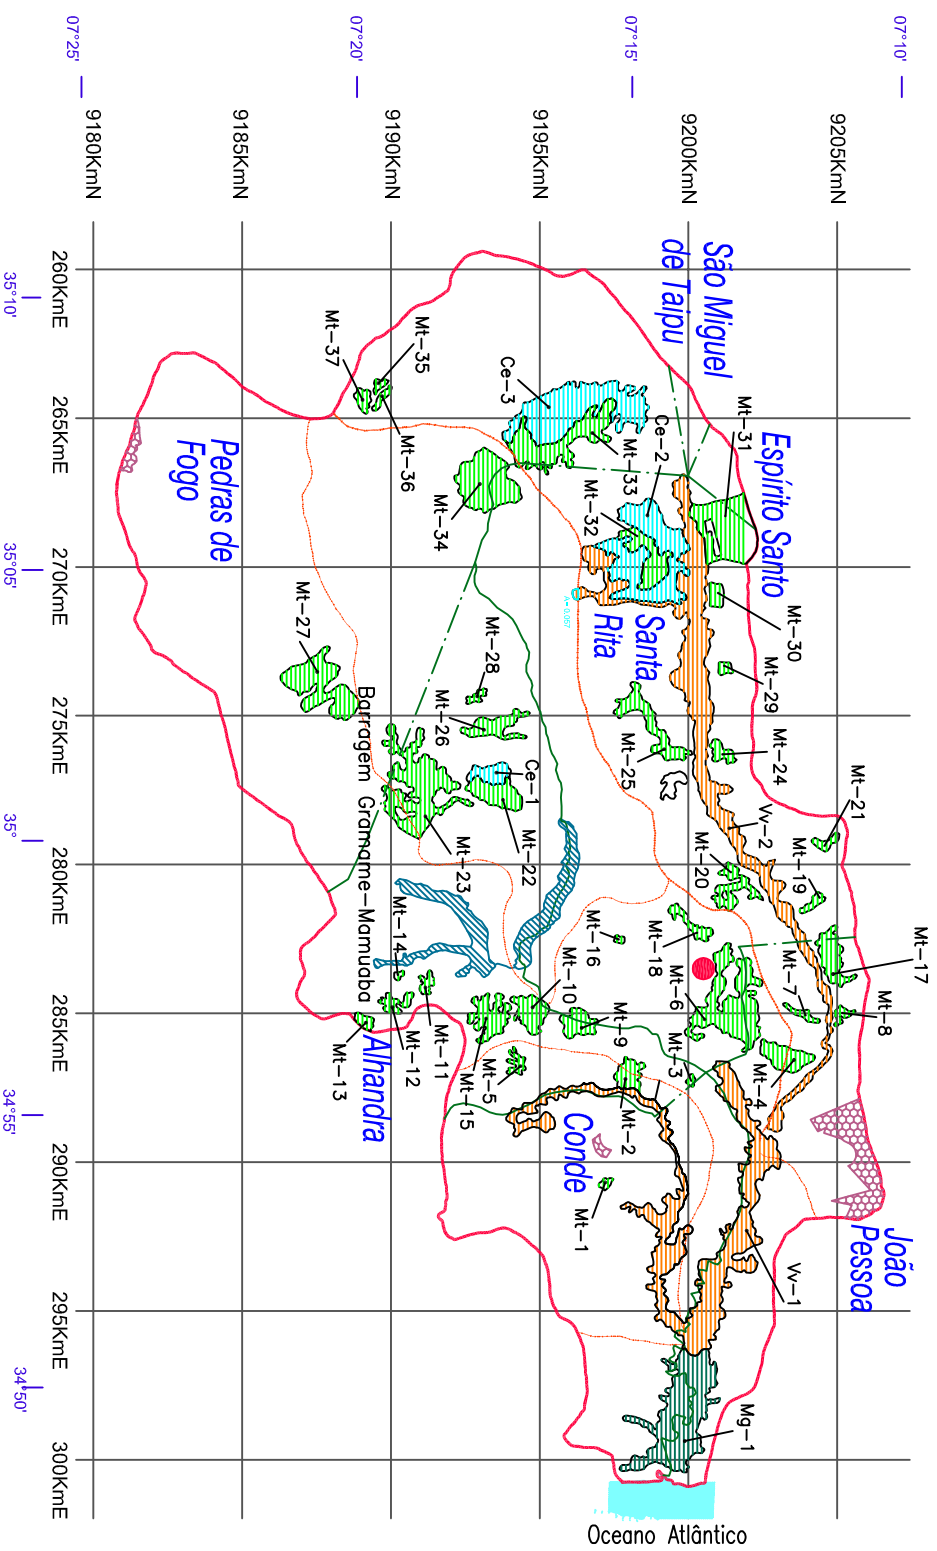 07°25'
07°20'
07°15'
07°10'
9180KmN
9185KmN
9190KmN
9195KmN
9200KmN
9205KmN
260KmE
265KmE
270KmE
275KmE
280KmE
285KmE
290KmE
295KmE
300KmE
35°10'
35°05'
35°
34°55'
34°50'
São Miguel
de Taipu
Espírito Santo
Santa
Rita
Pedras de
Fogo
Alhandra
Conde
João
Pessoa
Mt-37
Mt-35
Mt-36
Ce-3
Mt-33
Ce-2
Mt-31
Mt-34
Mt-32
Mt-30
Mt-27
Mt-28
Mt-26
Mt-29
Mt-25
Mt-24
Ce-1
Mt-22
Mt-23
Vv-2
Mt-21
Mt-20
Mt-19
Barragem Gramame-Mamuaba
Mt-14
Mt-16
Mt-18
Mt-17
Mt-10
Mt-6
Mt-7
Mt-8
Mt-9
Mt-11
Mt-12
Mt-13
Mt-15
Mt-5
Mt-3
Mt-4
Mt-2
Mt-1
Vv-1
Mg-1
Oceano Atlântico